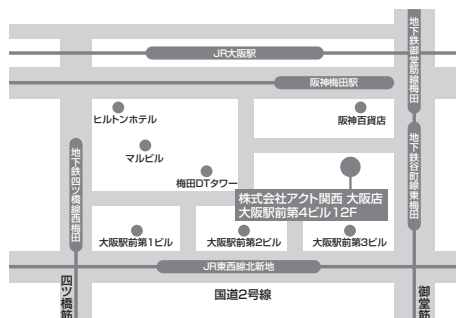 JR大阪駅
地下鉄御堂筋線梅田
阪神梅田駅
ヒルトンホテル
阪神百貨店
マルビル
地下鉄四ツ橋線西梅田
地下鉄谷町線東梅田
梅田DTタワー
株式会社アクト関西 大阪店
大阪駅前第4ビル12F
大阪駅前第1ビル
大阪駅前第2ビル
大阪駅前第3ビル
JR東西線北新地
四ツ橋筋
国道2号線
御堂筋